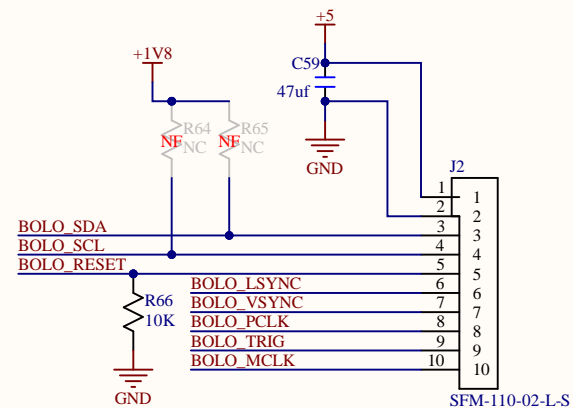 +5
+1V8
C59
47uf
R64
NC
NF
R65
NC
NF
GND
J2
BOLO_SDA
BOLO_SCL
BOLO_RESET
BOLO_LSYNC
BOLO_VSYNC
BOLO_PCLK
BOLO_TRIG
BOLO_MCLK
1 1
2 2
3 3
4 4
5 5
6 6
7 7
8 8
9 9
10 10
R66
10K
GND
SFM-110-02-L-S